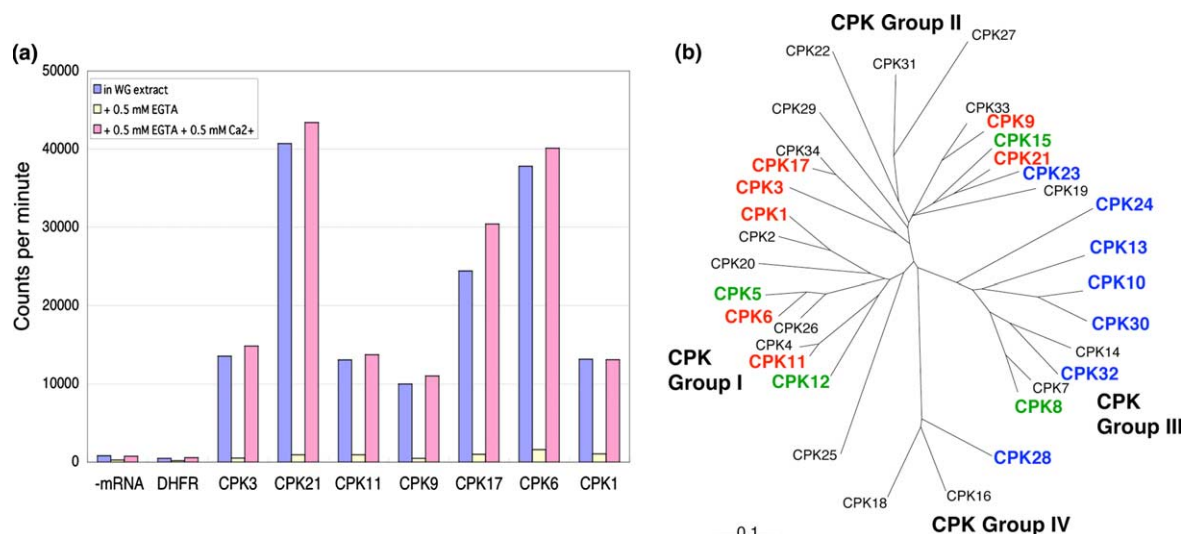 (a)
50000
40000
30000
20000
10000
0
Counts per minute
in WG extract
+ 0.5 mM EGTA
+ 0.5 mM EGTA + 0.5 mM Ca2+
-mRNA DHFR CPK3 CPK21 CPK11 CPK9 CPK17 CPK6 CPK1
(b)
CPK Group II
CPK27
CPK22
CPK31
CPK29
CPK33
CPK9
CPK15
CPK34
CPK17
CPK21
CPK23
CPK3
CPK19
CPK24
CPK1
CPK2
CPK13
CPK20
CPK10
CPK5
CPK6
CPK26
CPK30
CPK4
CPK14
CPK
Group I
CPK11
CPK12
CPK32
CPK7
CPK8
CPK
Group III
CPK25
CPK28
CPK18
CPK16
CPK Group IV
0.1